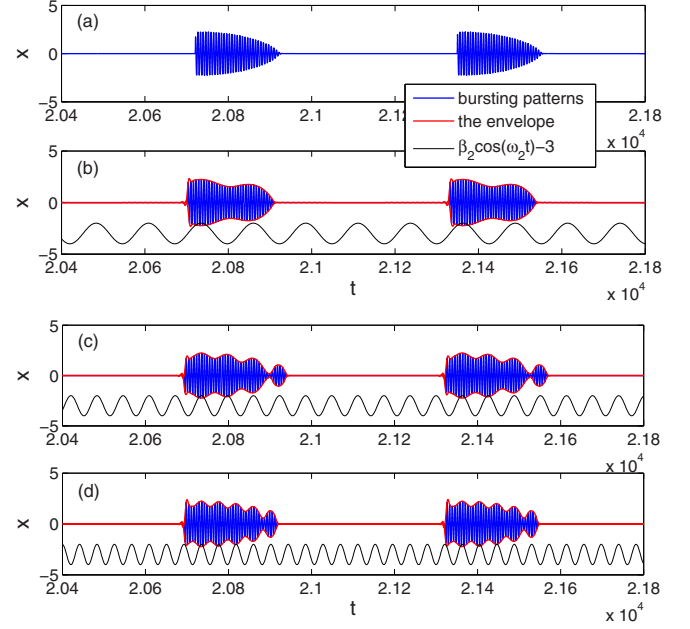 5
(a)
x
0
-5
2.04 2.06 2.08 2.1 2.12 2.14 2.16 2.18
x 10^4
bursting patterns
the envelope
β_2cos(ω_2t)-3
5
(b)
x
0
-5
2.04 2.06 2.08 2.1 2.12 2.14 2.16 2.18
t
x 10^4
5
(c)
x
0
-5
2.04 2.06 2.08 2.1 2.12 2.14 2.16 2.18
x 10^4
5
(d)
x
0
-5
2.04 2.06 2.08 2.1 2.12 2.14 2.16 2.18
t
x 10^4